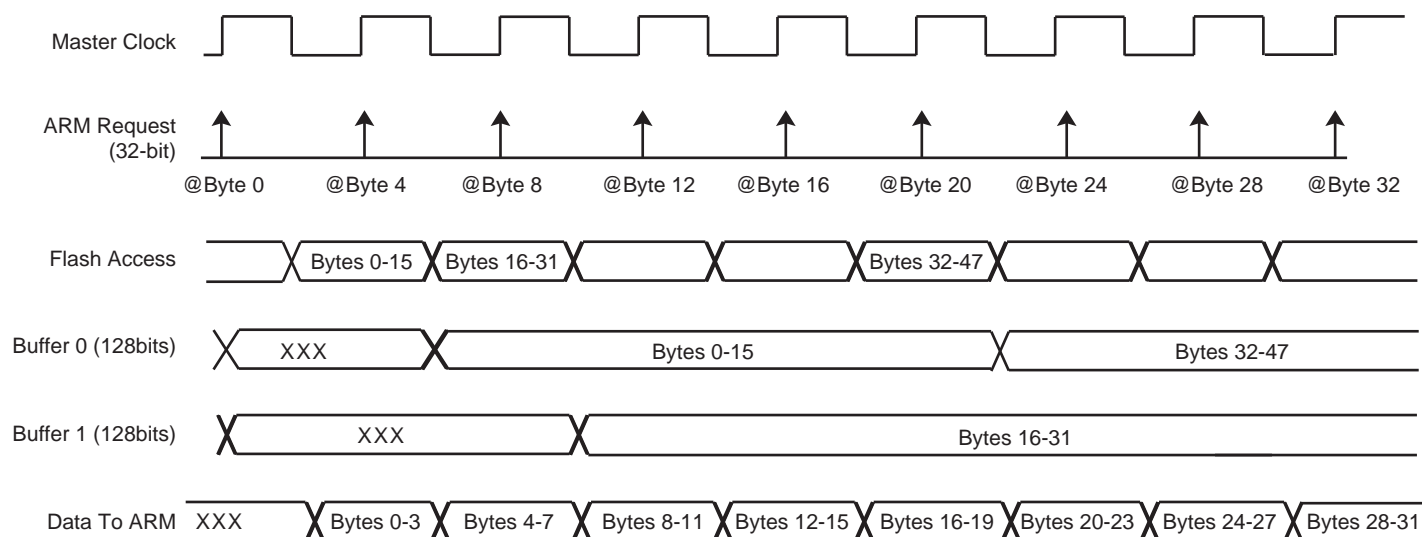 Master Clock
ARM Request
(32-bit)
@Byte 0 @Byte 4 @Byte 8 @Byte 12 @Byte 16 @Byte 20 @Byte 24 @Byte 28 @Byte 32
Flash Access Bytes 0-15 Bytes 16-31 Bytes 32-47
Buffer 0 (128bits) XXX Bytes 0-15 Bytes 32-47
Buffer 1 (128bits) XXX Bytes 16-31
Data To ARM XXX Bytes 0-3 Bytes 4-7 Bytes 8-11 Bytes 12-15 Bytes 16-19 Bytes 20-23 Bytes 24-27 Bytes 28-31